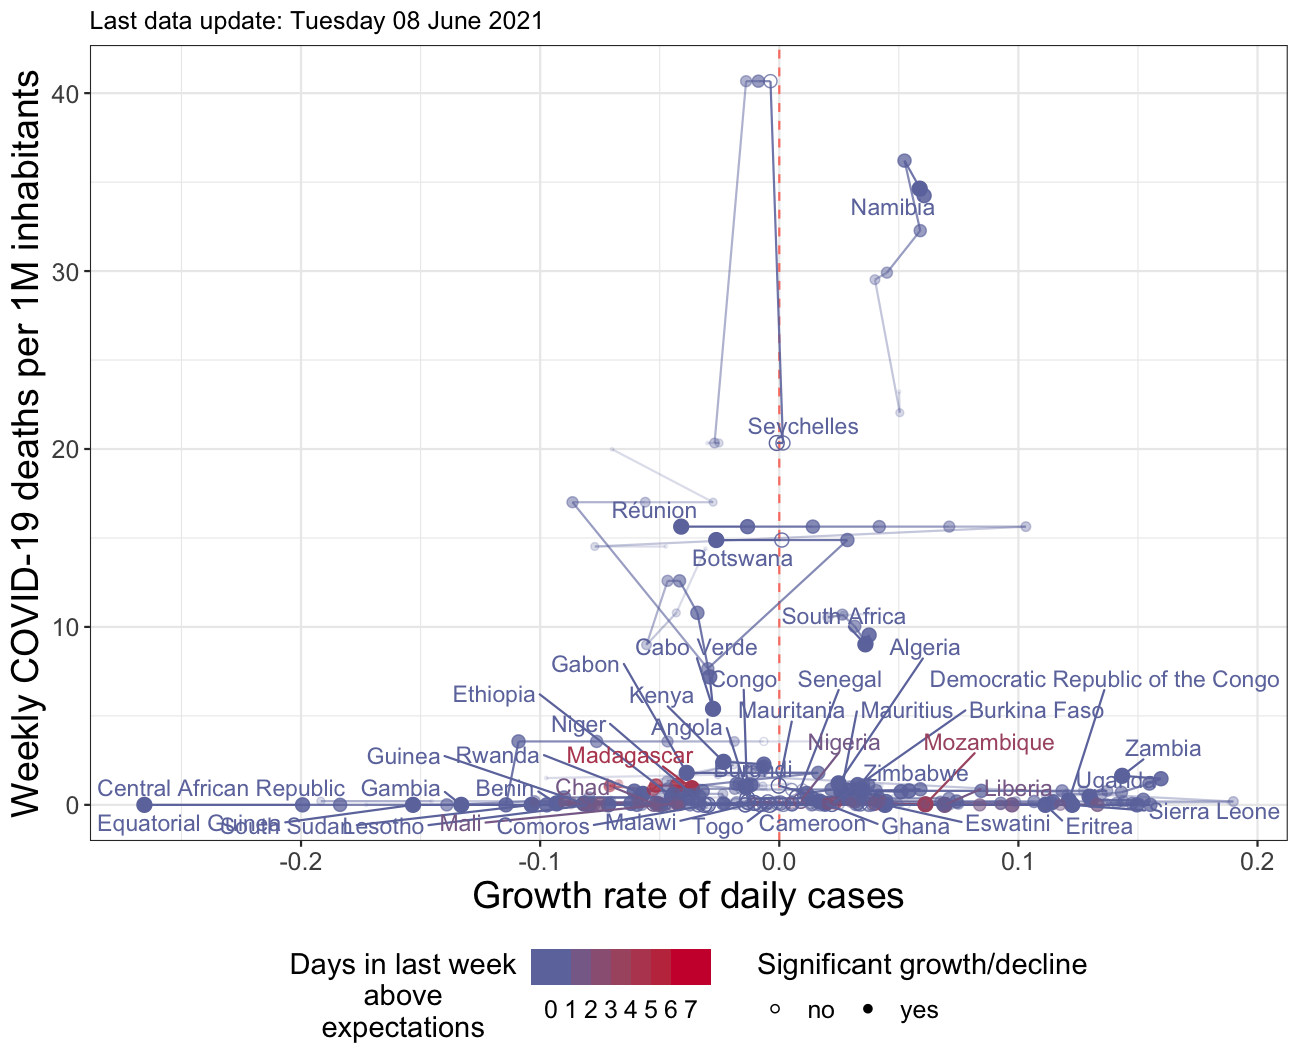 Last data update: Tuesday 08 June 2021
Weekly COVID-19 deaths per 1M inhabitants
40
30
20
10
0
Namibia
Seychelles
Réunion
Botswana
South Africa
Cabo Verde
Algeria
Gabon
Congo
Senegal
Democratic Republic of the Congo
Ethiopia
Kenya
Mauritania
Mauritius
Burkina Faso
Niger
Angola
Nigeria
Mozambique
Guinea
Rwanda
Madagascar
Zambia
Burundi
Zimbabwe
Uganda
Central African Republic
Gambia
Benin
Chad
Liberia
Sierra Leone
Equatorial Guinea
South Sudan
Lesotho
Mali
Comoros
Malawi
Togo
Cameroon
Ghana
Eswatini
Eritrea
-0.2 -0.1 0.0 0.1 0.2
Growth rate of daily cases
Days in last week
above
expectations
0 1 2 3 4 5 6 7
Significant growth/decline
no yes